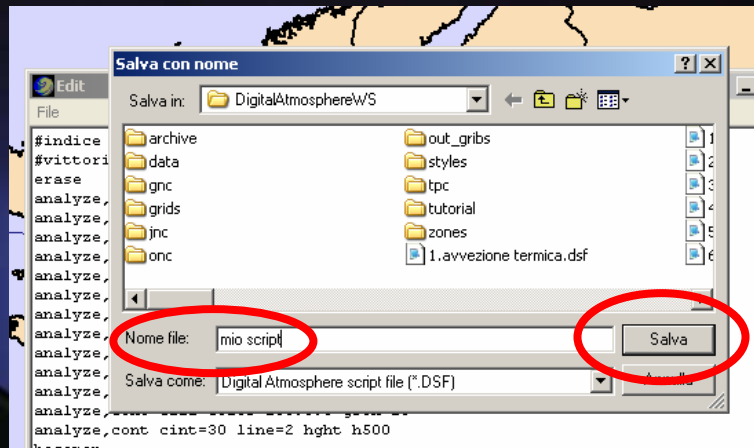 Salva con nome
Edit
Salva in: DigitalAtmosphereWS
File
#indice
archive
out_gribs
#vittori
data
styles
erase
gnc
tpc
analyze,
grids
tutorial
analyze,
jnc
zones
analyze,
onc
1.avvezione termica.dsf
analyze,
analyze,
analyze,
analyze,
analyze,
Nome file: mio script
Salva
analyze,
analyze,
Salva come: Digital Atmosphere script file (*.DSF)
analyze,
analyze,cont cint=30 line=2 hght h500